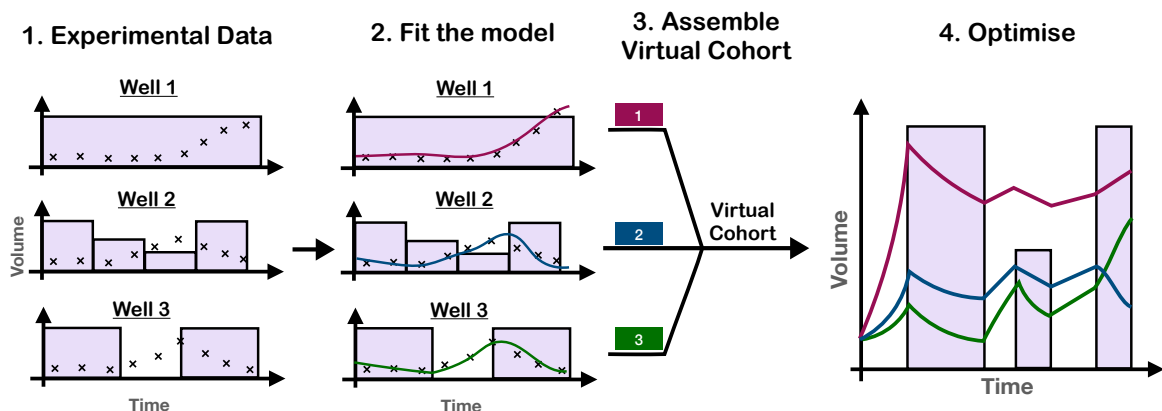 1. Experimental Data
2. Fit the model
3. Assemble
Virtual Cohort
4. Optimise
Well 1
Well 2
Volume
Well 3
Time
Well 1
Well 2
Well 3
Time
1
2
3
Virtual
Cohort
Volume
Time